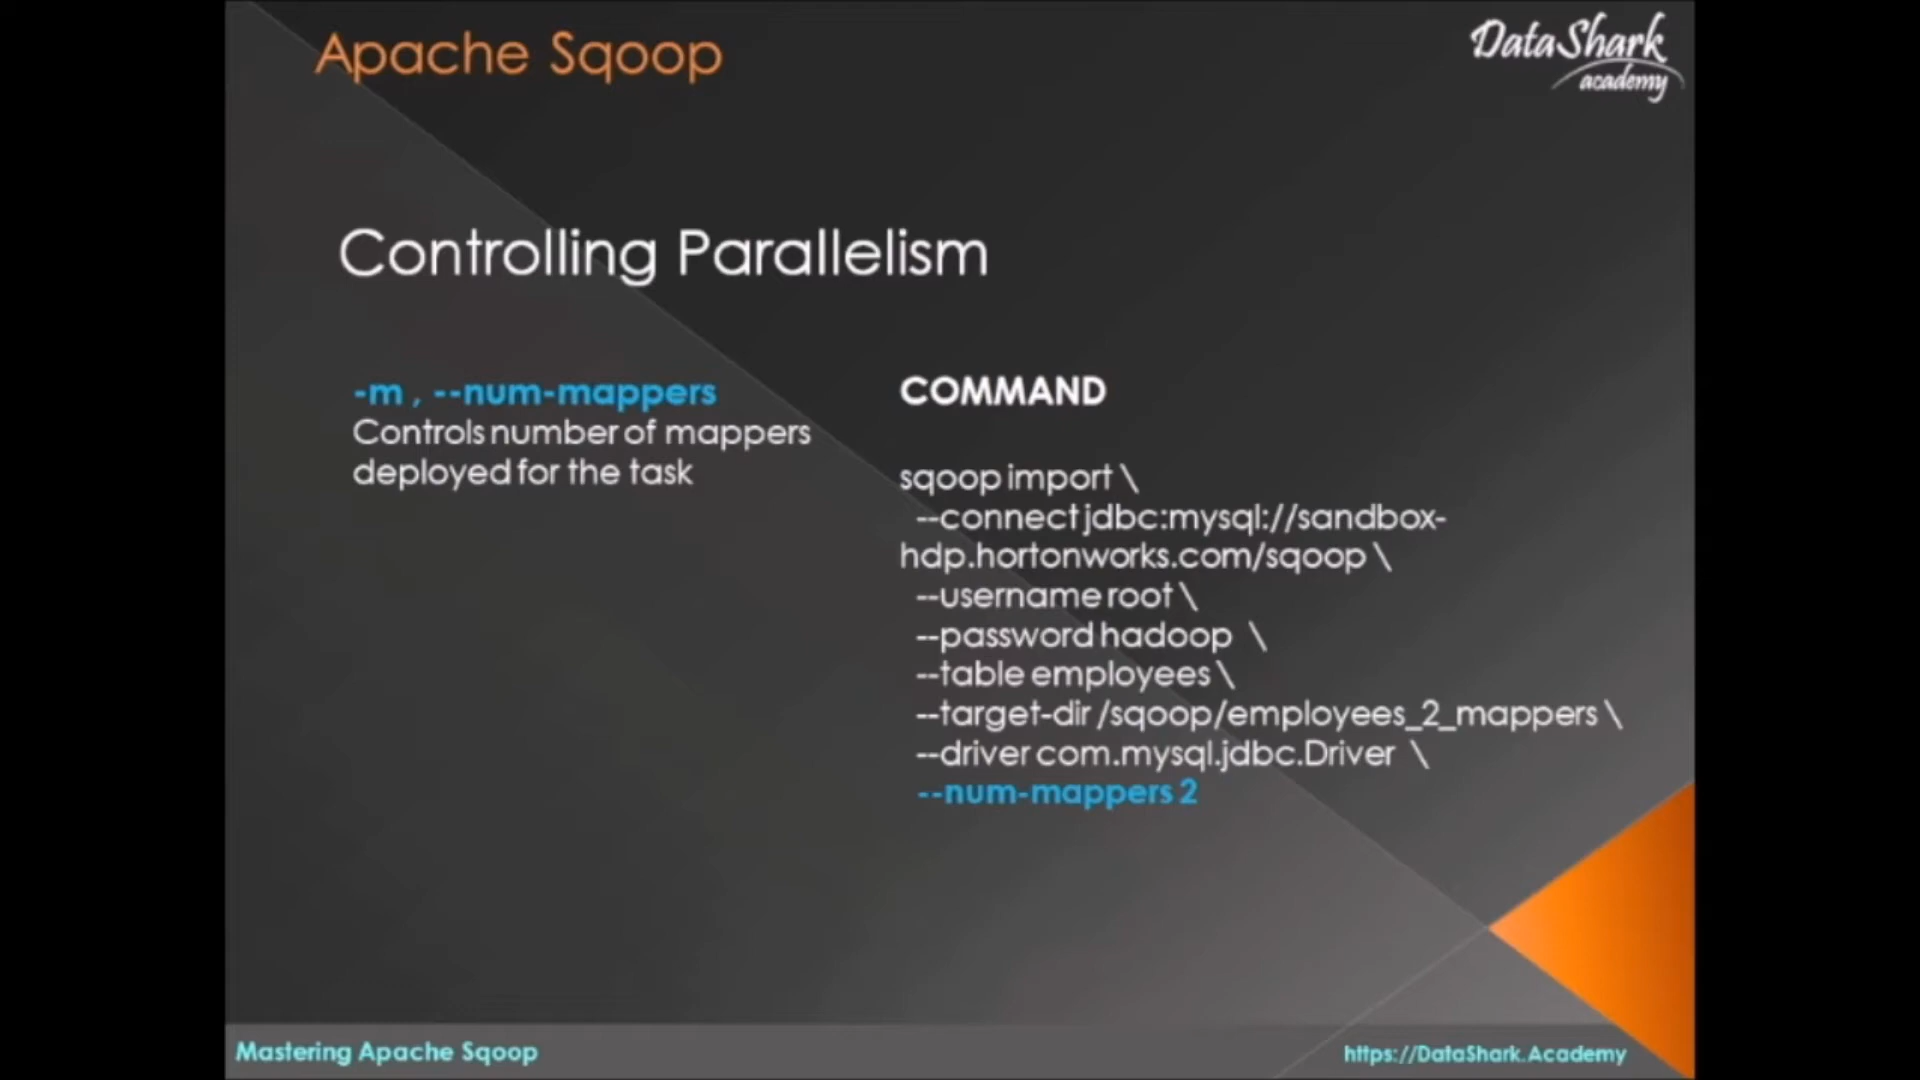 Apache Sqoop
DataShark
academy
Controlling Parallelism
-m , --num-mappers
Controls number of mappers
deployed for the task
COMMAND
sqoop import \
--connect jdbc:mysql://sandbox-
hdp.hortonworks.com/sqoop \
--username root \
--password hadoop \
--table employees \
--target-dir /sqoop/employees_2_mappers \
--driver com.mysql.jdbc.Driver \
--num-mappers 2
Mastering Apache Sqoop
https://DataShark.Academy